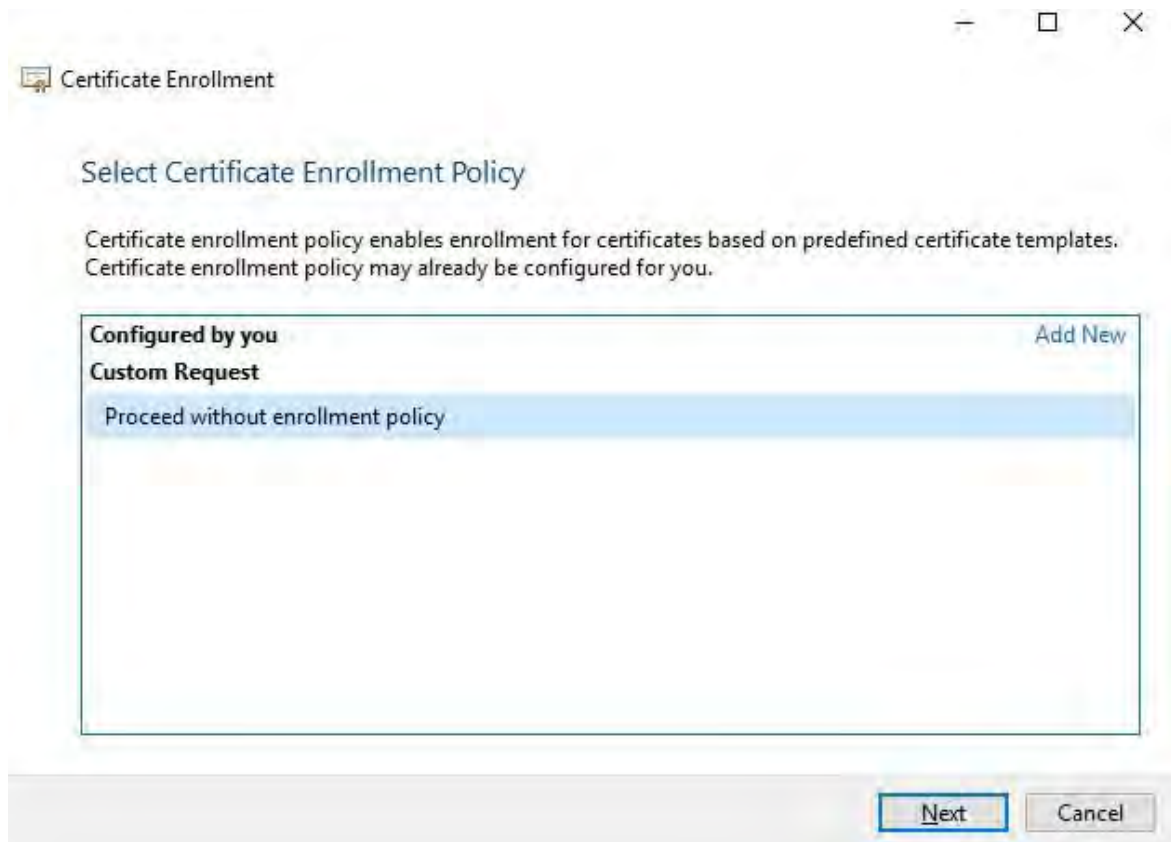 Certificate Enrollment
Select Certificate Enrollment Policy
Certificate enrollment policy enables enrollment for certificates based on predefined certificate templates.
Certificate enrollment policy may already be configured for you.
Configured by you Add New
Custom Request
Proceed without enrollment policy
Next Cancel